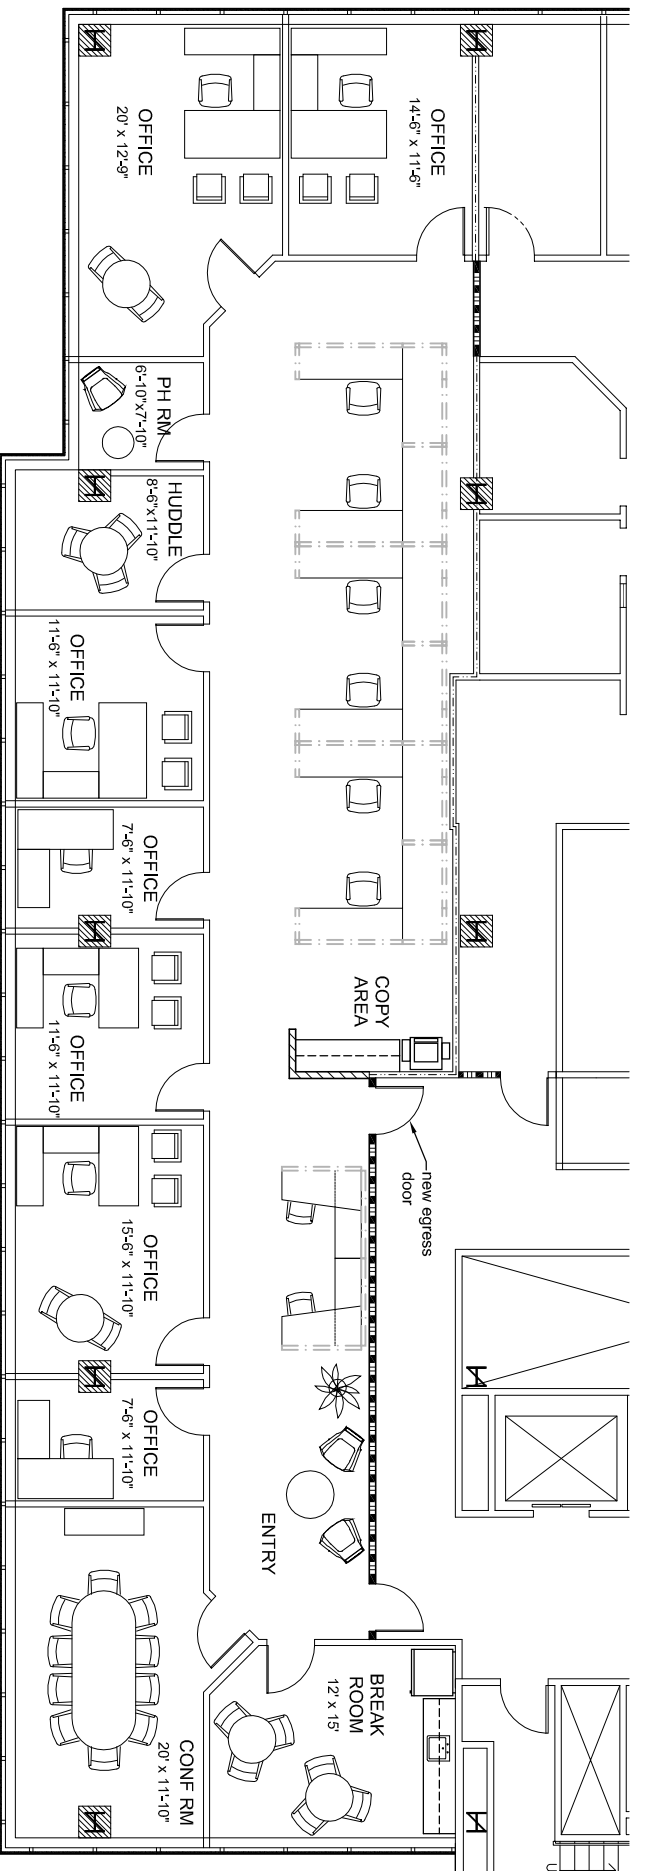 OFFICE
20' x 12'-9"
OFFICE
14'-6" x 11'-6"
PH RM
6'-10"x7'-10"
HUDDLE
8'-6"x11'-10"
OFFICE
11'-6" x 11'-10"
OFFICE
7'-6" x 11'-10"
COPY
AREA
OFFICE
11'-6" x 11'-10"
new egress
door
OFFICE
15'-6" x 11'-10"
OFFICE
7'-6" x 11'-10"
ENTRY
BREAK
ROOM
12' x 15'
CONF RM
20' x 11'-10"